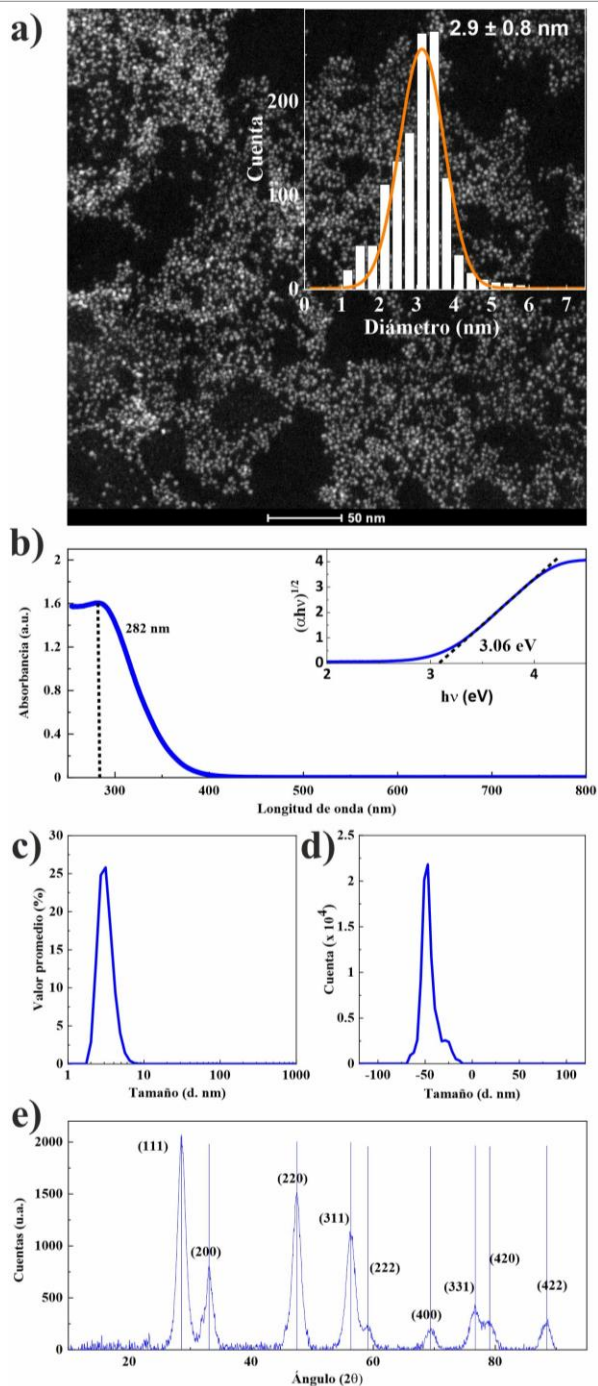 a)
2.9 ± 0.8 nm
Cuenta
200
100
0
0 1 2 3 4 5 6 7
Diámetro (nm)
50 nm
b)
Absorbancia (a.u.)
2
1.6
1.2
0.8
0.4
0
282 nm
300 400 500 600 700 800
Longitud de onda (nm)
(αhν)^1/2
4
3
2
1
0
3.06 eV
2 3 4
hν (eV)
c)
Valor promedio (%)
30
25
20
15
10
5
0
1 10 100 1000
Tamaño (d. nm)
d)
Cuenta (x 10^4)
2.5
2
1.5
1
0.5
0
-100 -50 0 50 100
Tamaño (d. nm)
e)
Cuentas (u.a.)
2000
1500
1000
500
0
(111)
(200)
(220)
(311)
(222)
(400)
(331)
(420)
(422)
20 40 60 80
Ángulo (2θ)